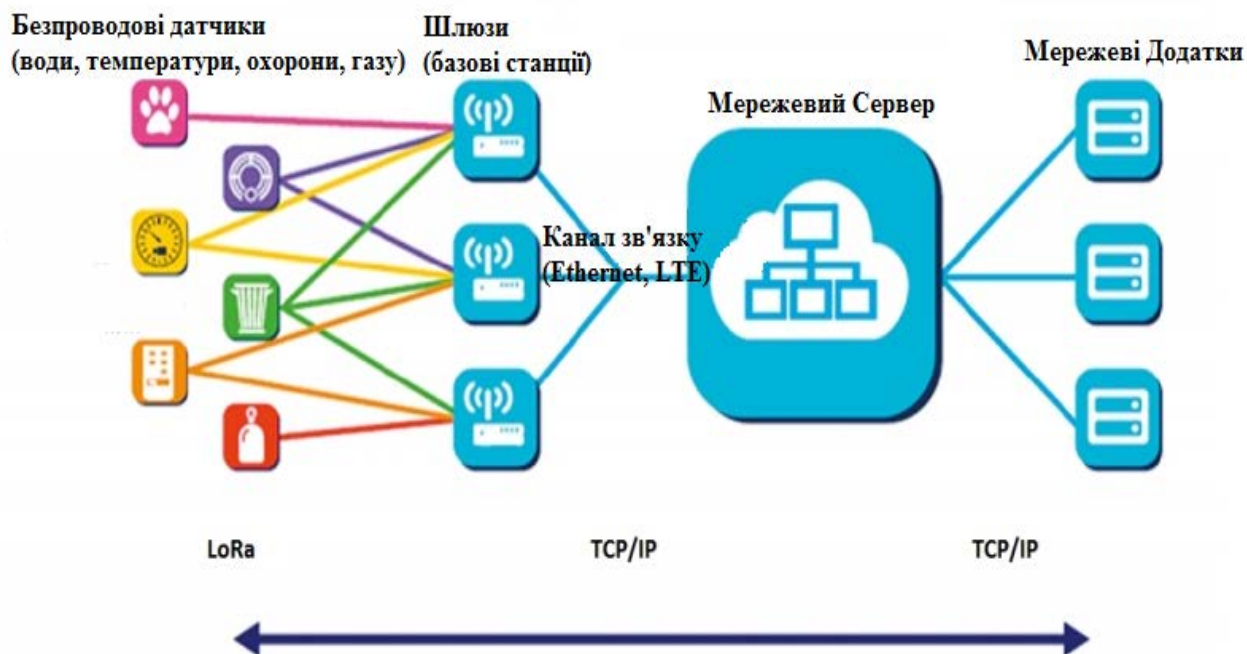 Безпроводові датчики
(води, температури, охорони, газу)
Шлюзи
(базові станції)
Мережевий Сервер
Мережеві Додатки
Канал зв'язку
(Ethernet, LTE)
LoRa
TCP/IP
TCP/IP